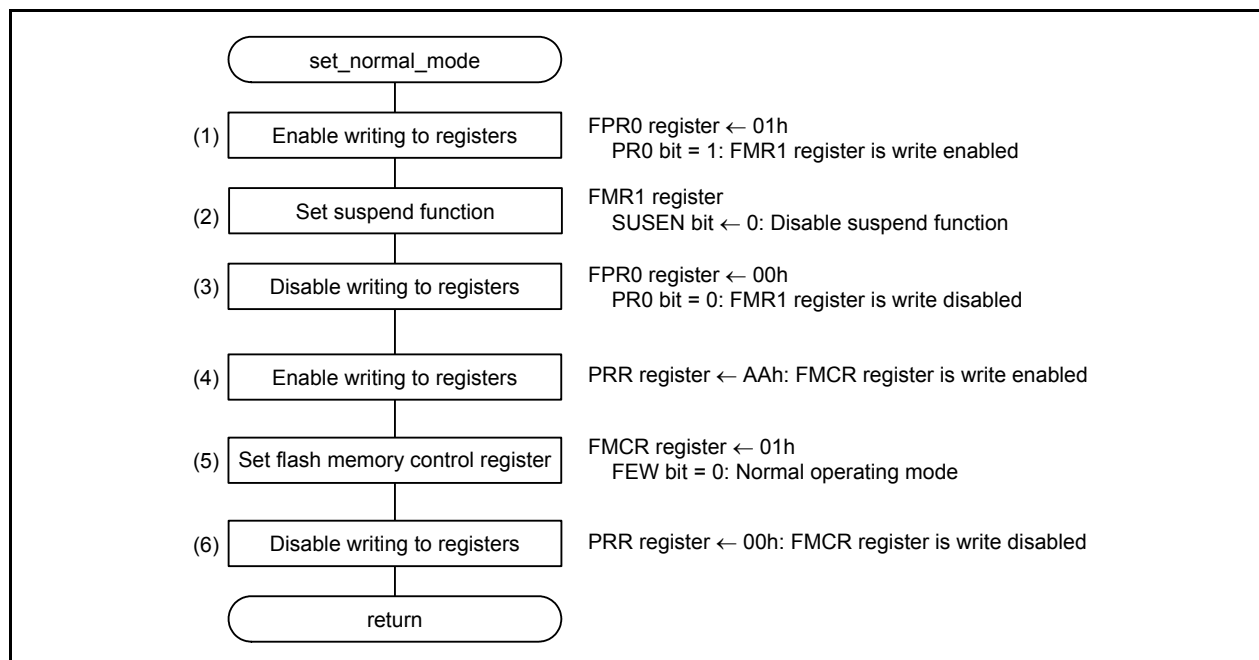 set_normal_mode
(1) Enable writing to registers
FPR0 register ← 01h
PR0 bit = 1: FMR1 register is write enabled
(2) Set suspend function
FMR1 register
SUSEN bit ← 0: Disable suspend function
(3) Disable writing to registers
FPR0 register ← 00h
PR0 bit = 0: FMR1 register is write disabled
(4) Enable writing to registers
PRR register ← AAh: FMCR register is write enabled
(5) Set flash memory control register
FMCR register ← 01h
FEW bit = 0: Normal operating mode
(6) Disable writing to registers
PRR register ← 00h: FMCR register is write disabled
return